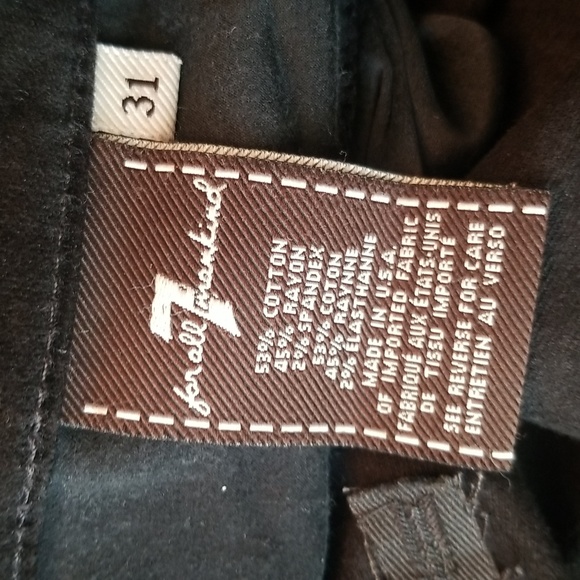 31
for all 7 mankind
53% COTTON
45% RAYON
2% SPANDEX
53% COTON
45% RAYNNE
2% ELASTHANNE
MADE IN U.S.A.
OF IMPORTED FABRIC
FABRIQUÉ AUX ÉTATS-UNIS
DE TISSU IMPORTÉ
SEE REVERSE FOR CARE
ENTRETIEN AU VERSO